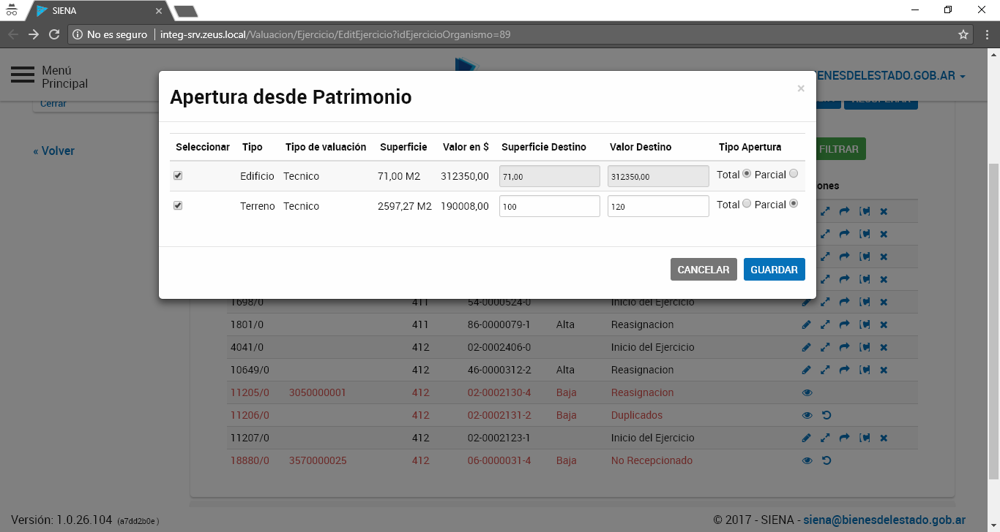 SIENA
No es seguro | integ-srv.zeus.local/Valuacion/Ejercicio/EditEjercicio?idEjercicioOrganismo=89
Menú
Principal
ENESDELESTADO.GOB.AR
Cerrar
« Volver
FILTRAR
ones
Apertura desde Patrimonio ×
Seleccionar Tipo Tipo de valuación Superficie Valor en $ Superficie Destino Valor Destino Tipo Apertura
Edificio Tecnico 71,00 M2 312350,00 71,00 312350,00 Total Parcial
Terreno Tecnico 2597,27 M2 190008,00 100 120 Total Parcial
CANCELAR GUARDAR
1698/0 411 54-0000524-0 Inicio del Ejercicio
1801/0 411 86-0000079-1 Alta Reasignacion
4041/0 412 02-0002406-0 Inicio del Ejercicio
10649/0 412 46-0000312-2 Alta Reasignacion
11205/0 3050000001 412 02-0002130-4 Baja Reasignacion
11206/0 412 02-0002131-2 Baja Duplicados
11207/0 412 02-0002123-1 Inicio del Ejercicio
18880/0 3570000025 412 06-0000031-4 Baja No Recepcionado
Versión: 1.0.26.104 (a7dd2b0e ) © 2017 - SIENA - siena@bienesdelestado.gob.ar